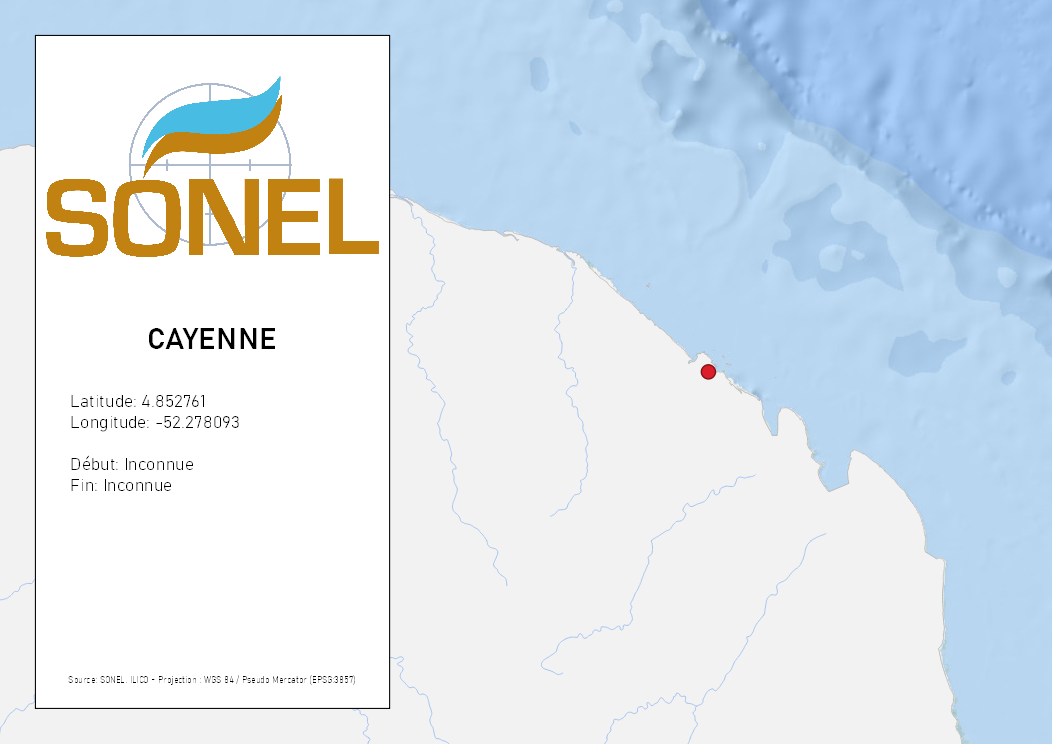 SONEL
CAYENNE
Latitude: 4.852761
Longitude: -52.278093
Début: Inconnue
Fin: Inconnue
Source: SONEL, ILICO - Projection : WGS 84 / Pseudo Mercator (EPSG:3857)